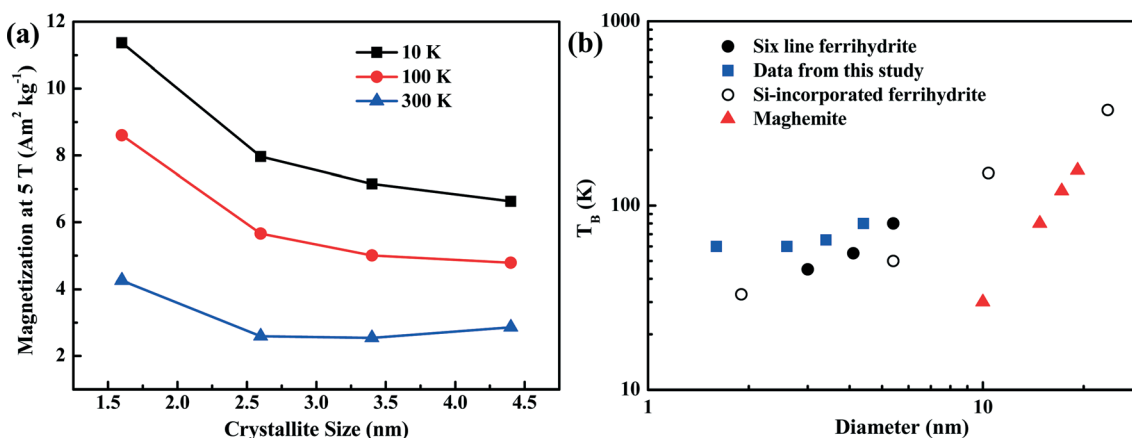 (a)
12
10
8
6
4
2
Magnetization at 5 T (Am² kg⁻¹)
10 K
100 K
300 K
1.5 2.0 2.5 3.0 3.5 4.0 4.5
Crystallite Size (nm)
(b)
1000
100
10
T_B (K)
Six line ferrihydrite
Data from this study
Si-incorporated ferrihydrite
Maghemite
1 10
Diameter (nm)